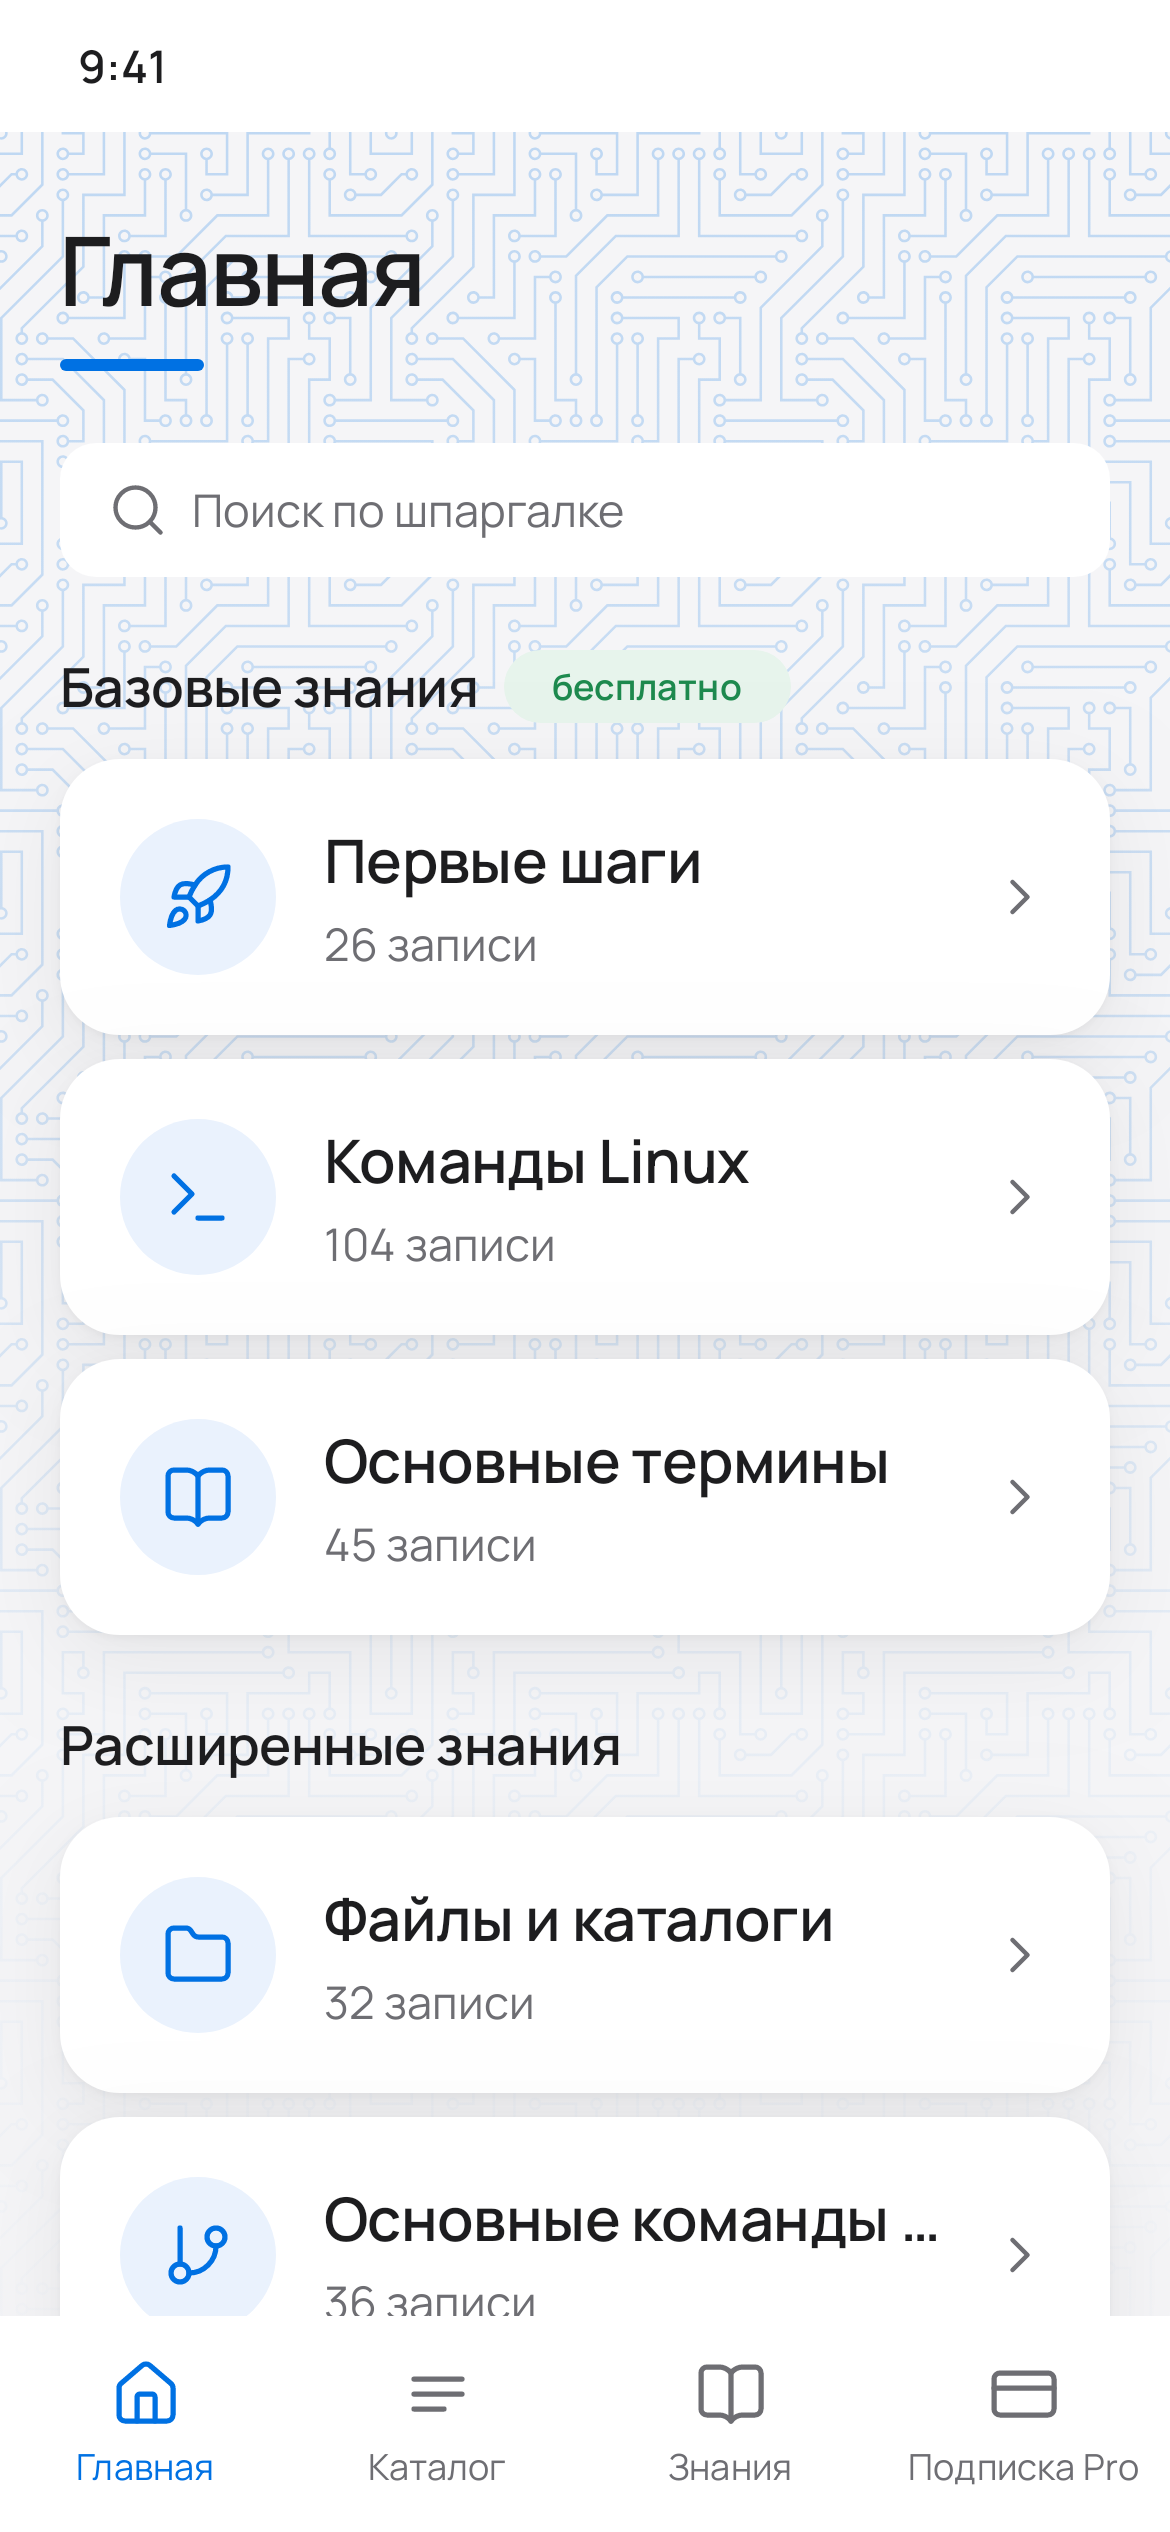 9:41
Главная
Поиск по шпаргалке
Базовые знания бесплатно
Первые шаги
26 записи
Команды Linux
104 записи
Основные термины
45 записи
Расширенные знания
Файлы и каталоги
32 записи
Основные команды ...
36 записи
Главная Каталог Знания Подписка Pro